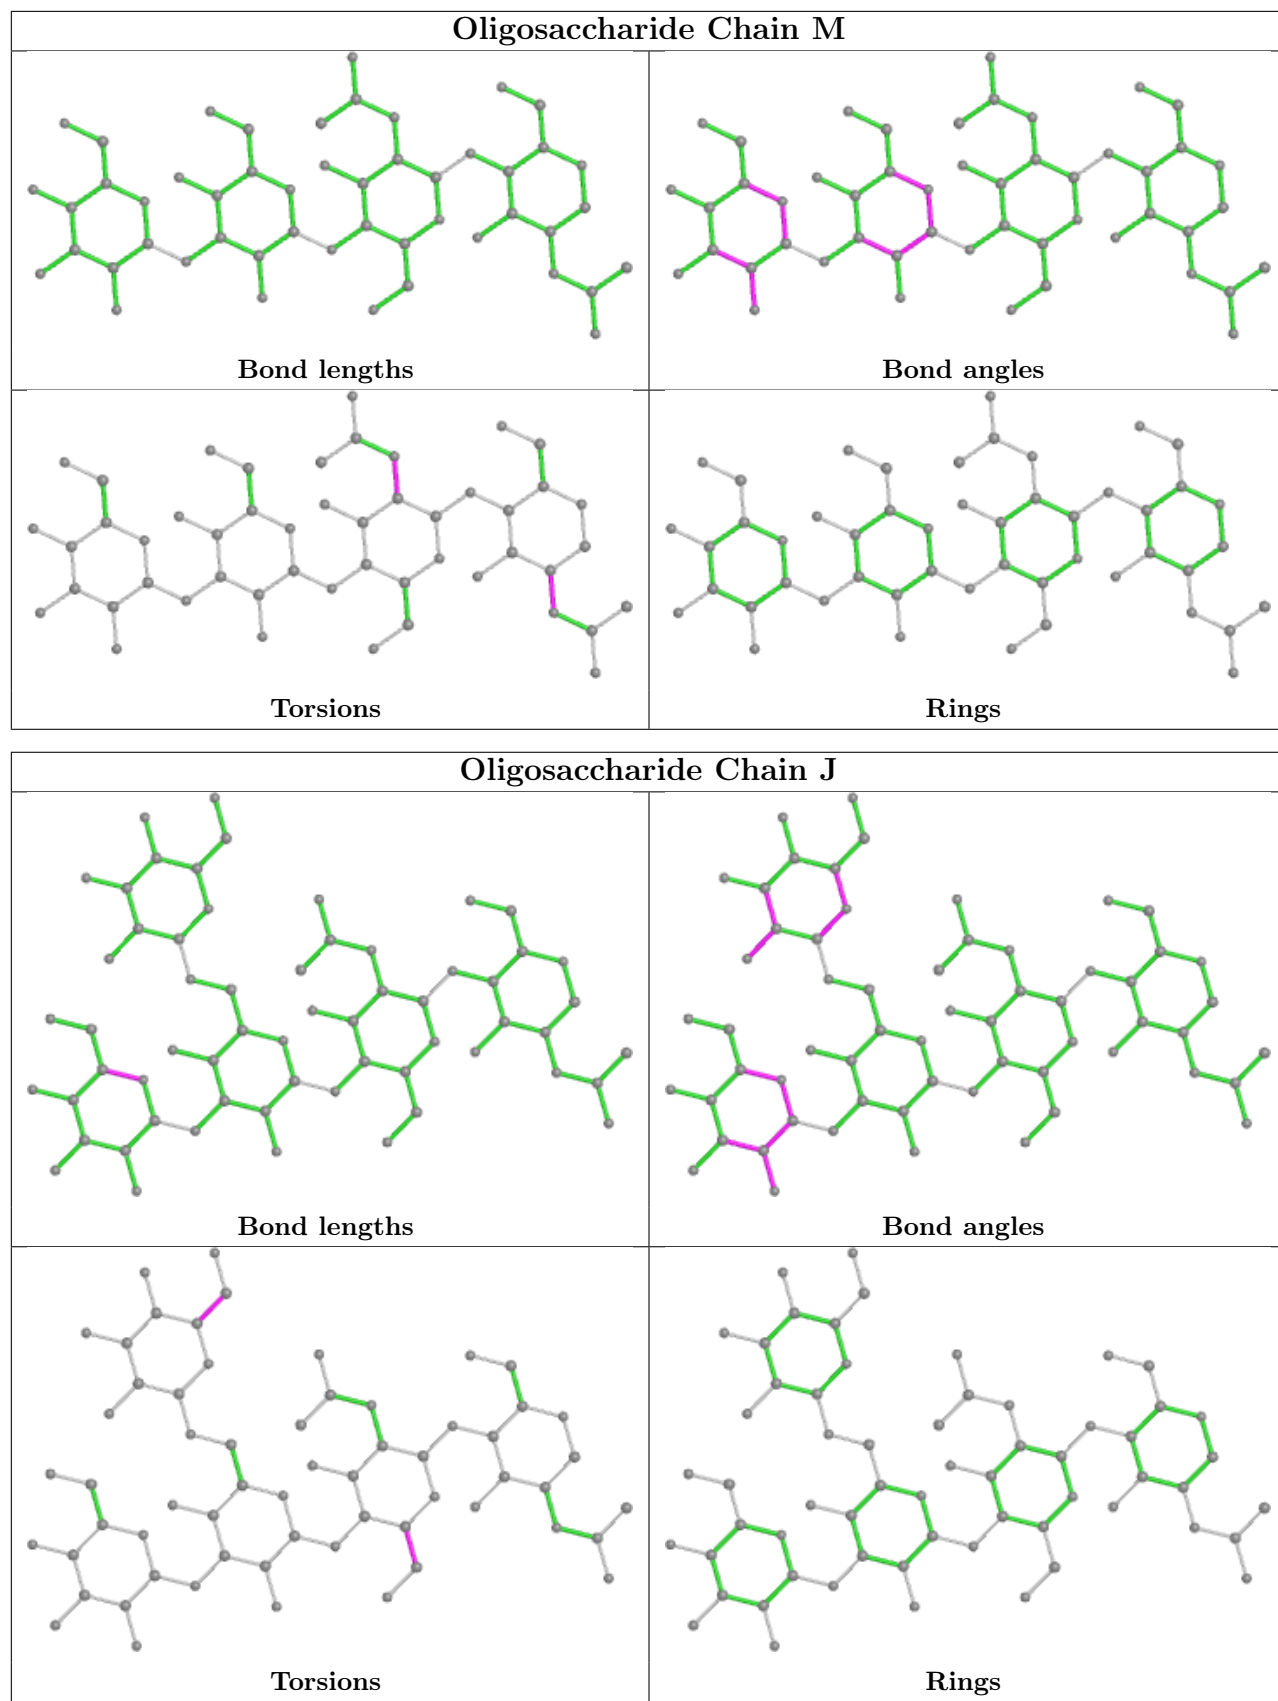 Oligosaccharide Chain M
Bond lengths
Bond angles
Torsions
Rings
Oligosaccharide Chain J
Bond lengths
Bond angles
Torsions
Rings